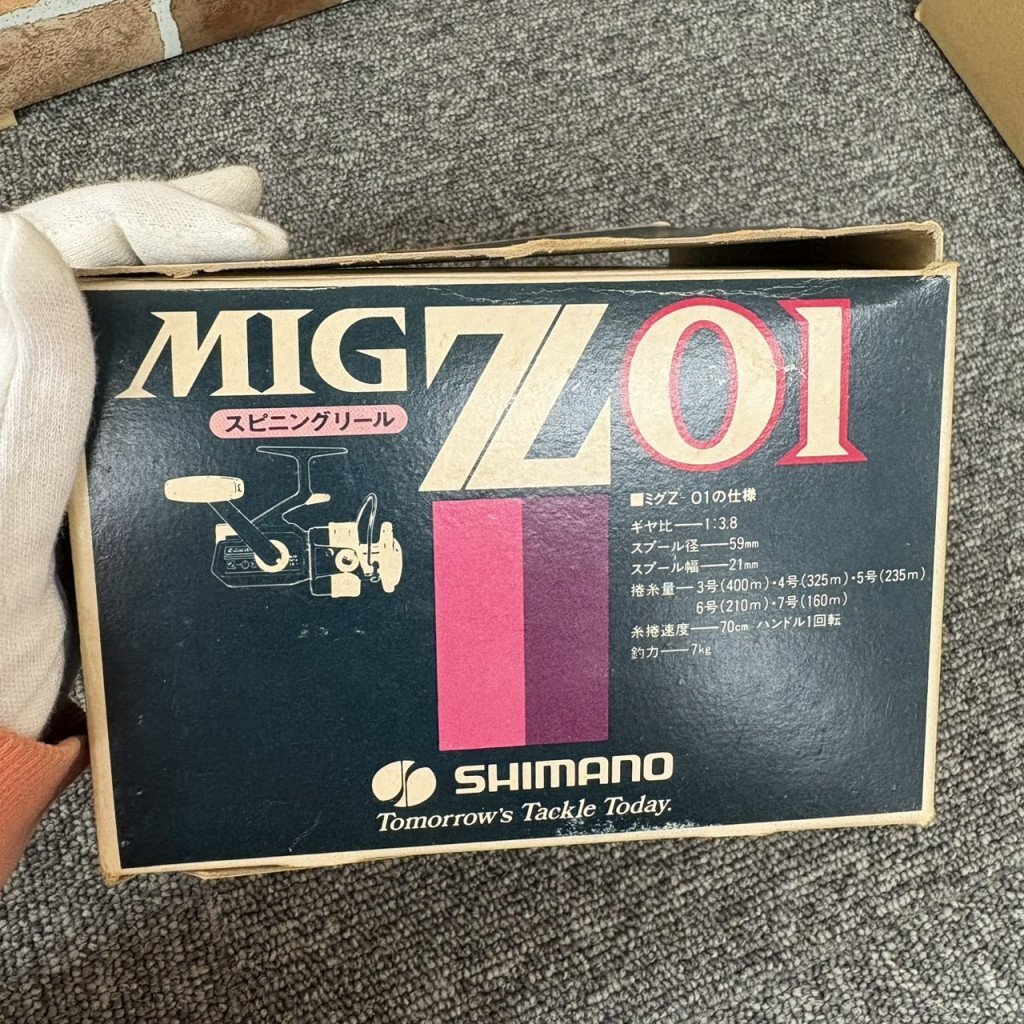 MIG Z 01
スピニングリール
■ミグZ-01の仕様
ギヤ比——1:3.8
スプール径——59mm
スプール幅——21mm
捲糸量—3号(400m)・4号(325m)・5号(235m)
6号(210m)・7号(160m)
糸捲速度——70cm ハンドル1回転
釣力——7kg
SHIMANO
Tomorrow's Tackle Today.